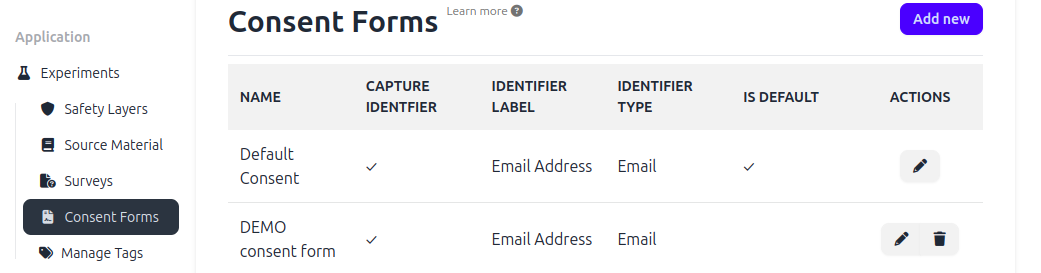 Application
Experiments
Safety Layers
Source Material
Surveys
Consent Forms
Manage Tags
Consent Forms Learn more
Add new
NAME CAPTURE IDENTFIER IDENTIFIER LABEL IDENTIFIER TYPE IS DEFAULT ACTIONS
Default Consent Email Address Email
DEMO consent form Email Address Email